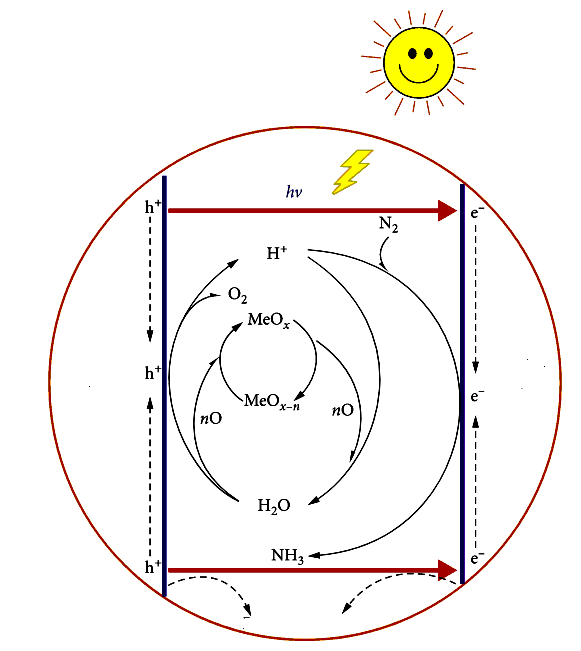 hν
h⁺
e⁻
N₂
H⁺
O₂
MeOₓ
h⁺
e⁻
MeOₓ₋ₙ
nO
nO
H₂O
NH₃
h⁺
e⁻